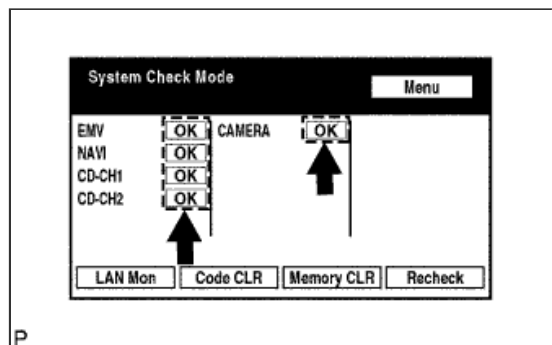 System Check Mode
Menu
EMV OK CAMERA OK
NAVI OK
CD-CH1 OK
CD-CH2 OK
LAN Mon Code CLR Memory CLR Recheck
P